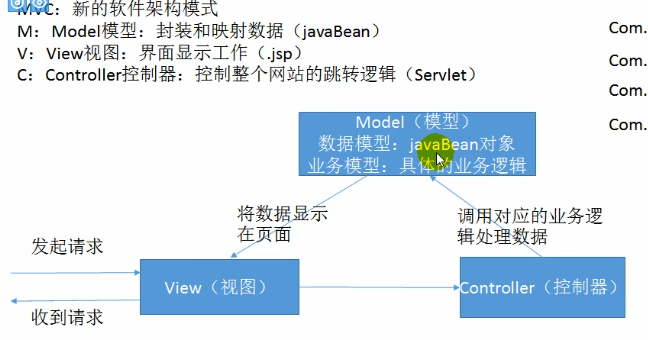 MVC：新的软件架构模式
M：Model模型：封装和映射数据（javaBean）
V：View视图：界面显示工作（.jsp）
C：Controller控制器：控制整个网站的跳转逻辑（Servlet）
Com.
Com.
Com.
Com.
Model（模型）
数据模型：javaBean对象
业务模型：具体的业务逻辑
将数据显示
在页面
调用对应的业务逻
辑处理数据
发起请求
View（视图）
Controller（控制器）
收到请求